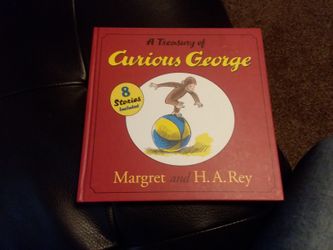 A Treasury of
Curious George
8
Stories
Included!
Margret and H. A. Rey